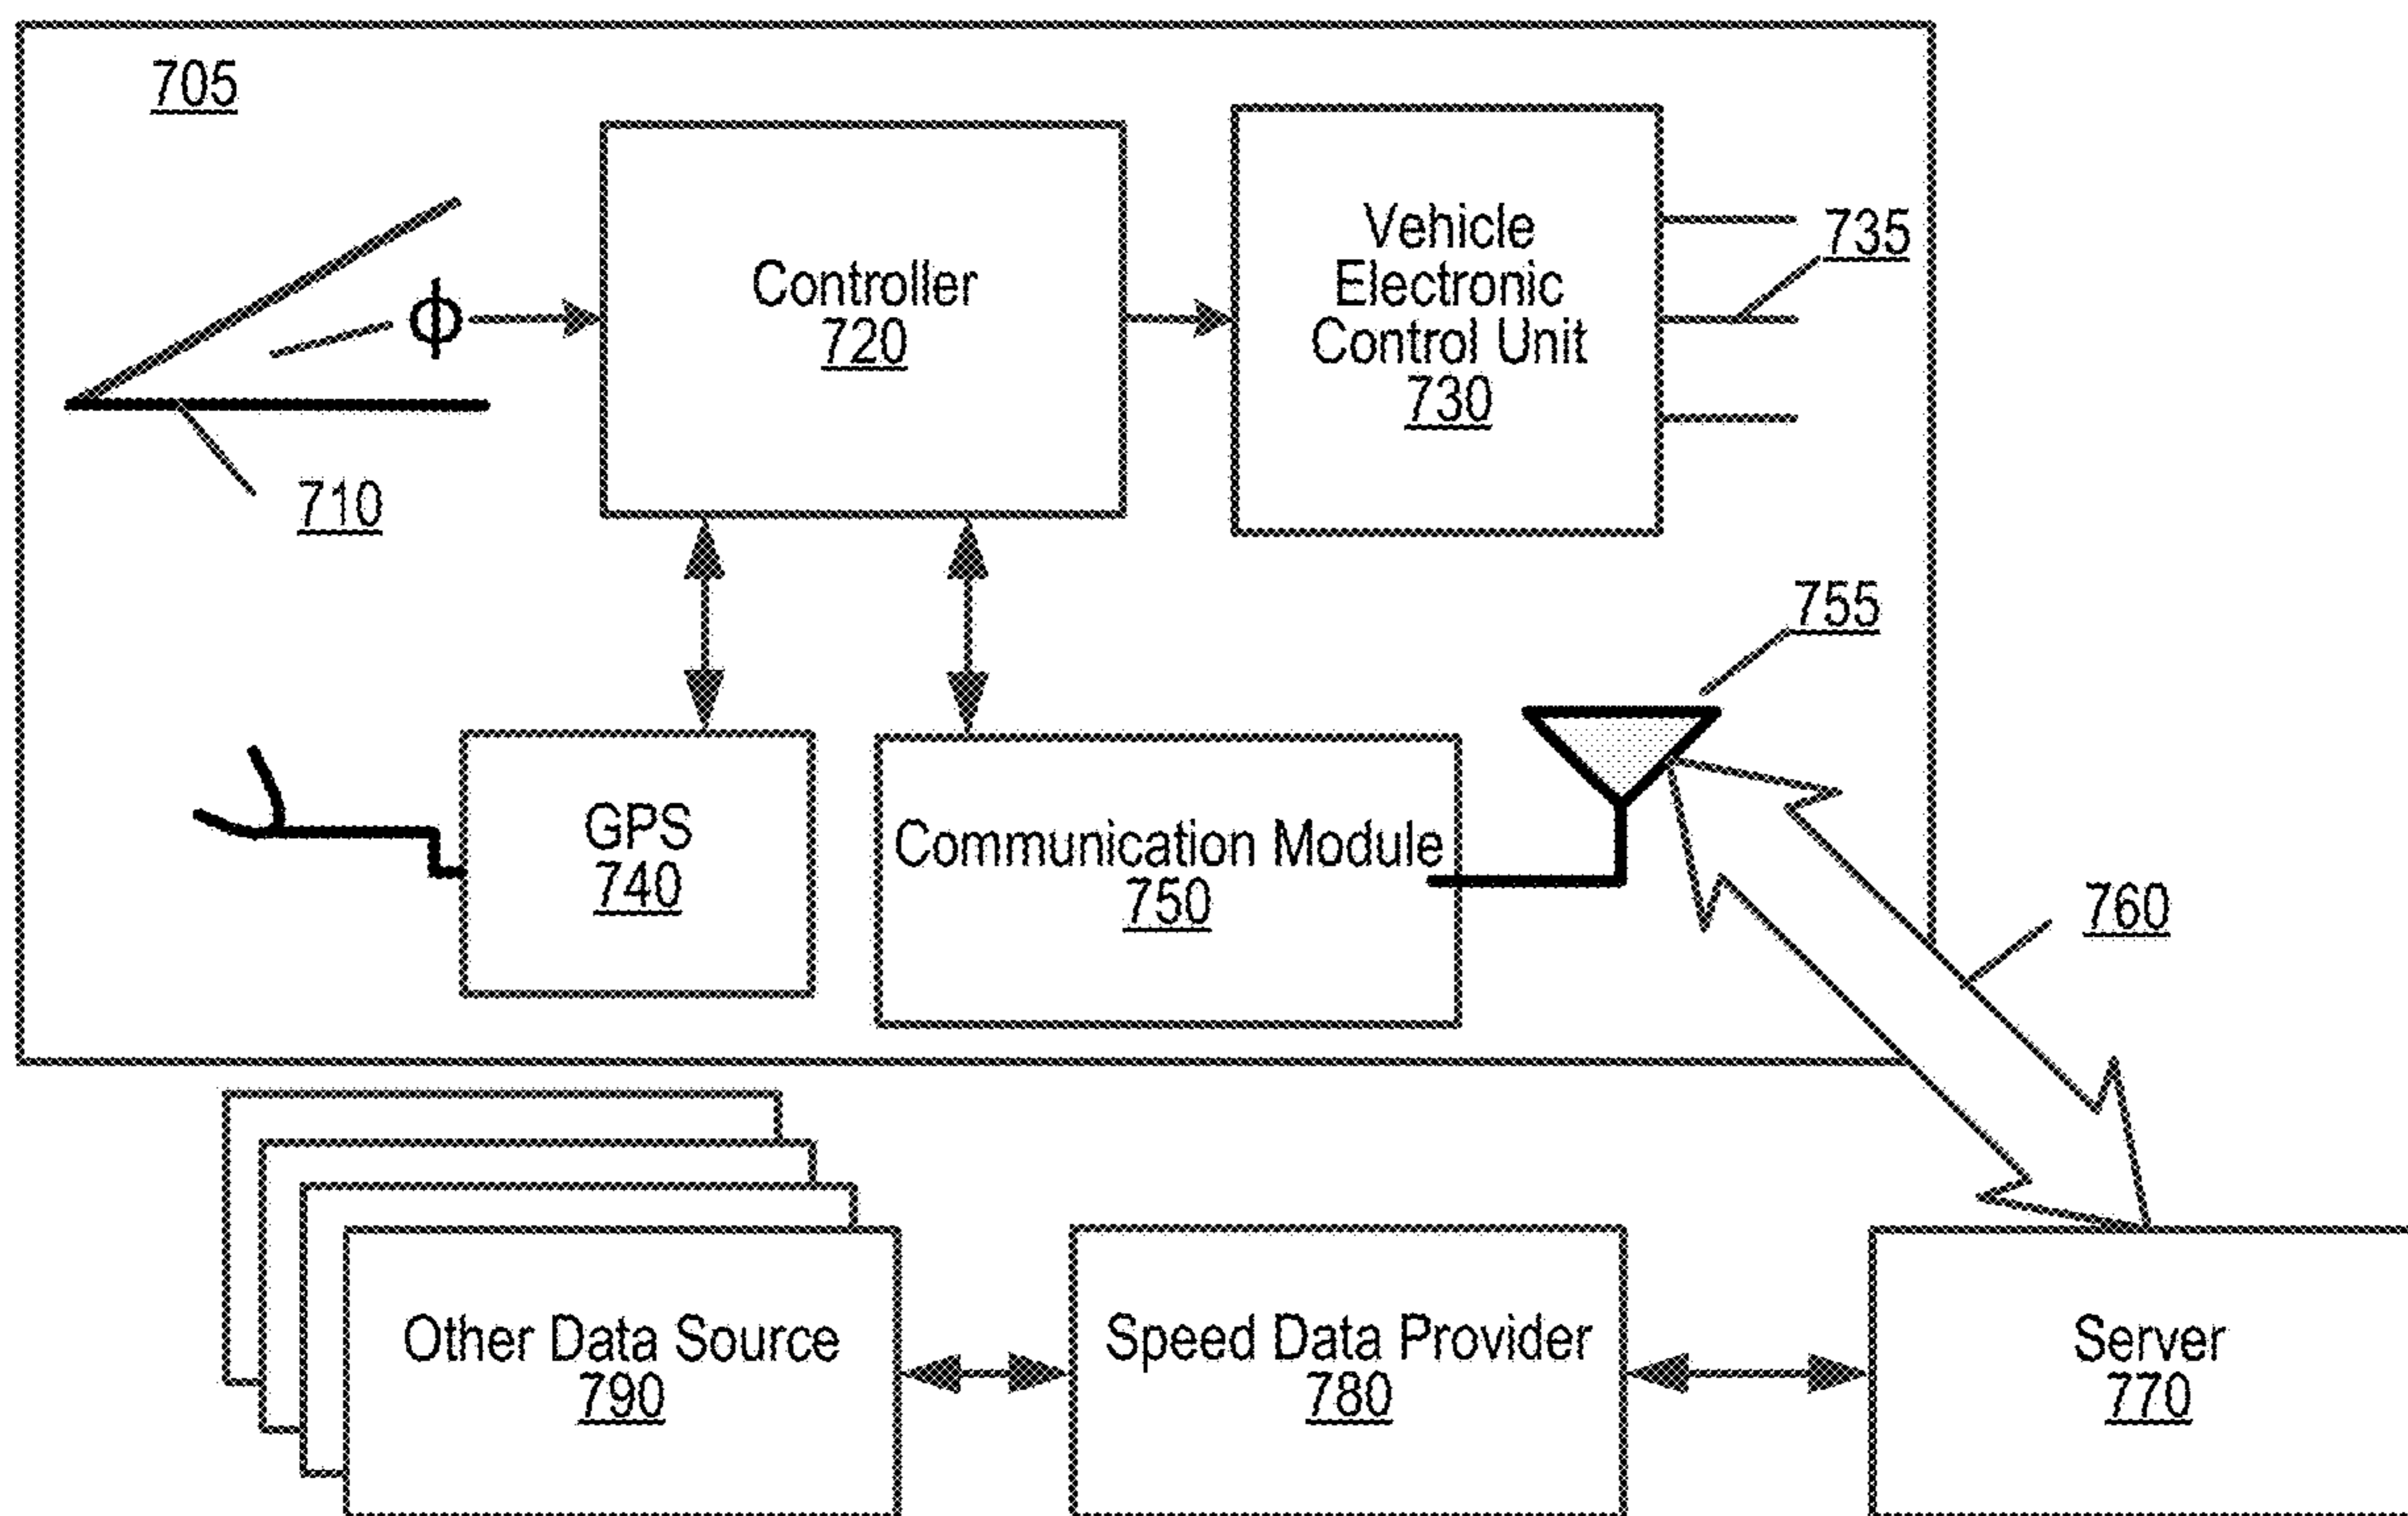 705
Controller
720
Vehicle
Electronic
Control Unit
730
735
Φ
710
755
GPS
740
Communication Module
750
760
Other Data Source
790
Speed Data Provider
780
Server
770